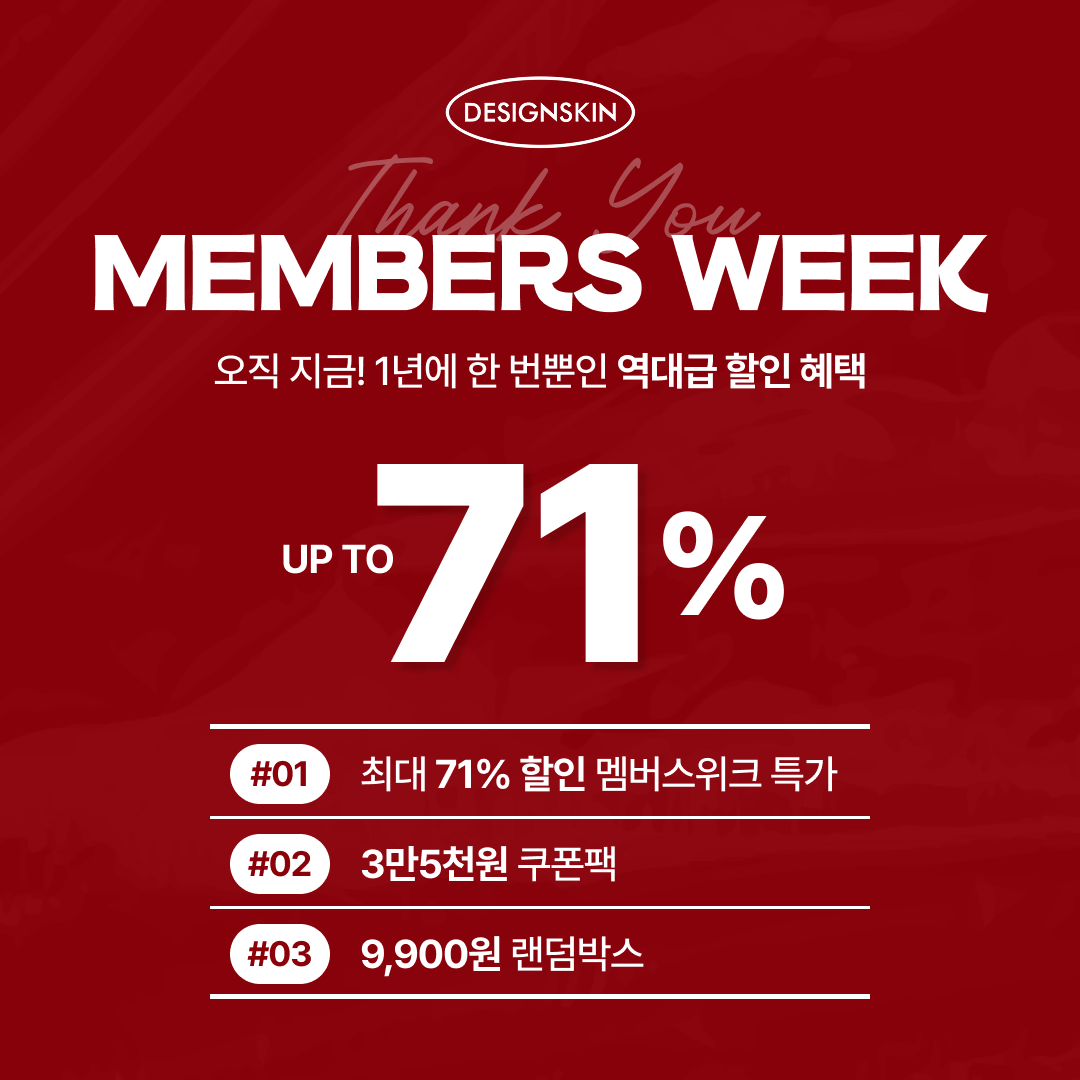 DESIGNSKIN
Thank You
MEMBERS WEEK
오직 지금! 1년에 한 번뿐인 역대급 할인 혜택
UP TO 71%
#01 최대 71% 할인 멤버스위크 특가
#02 3만5천원 쿠폰팩
#03 9,900원 랜덤박스